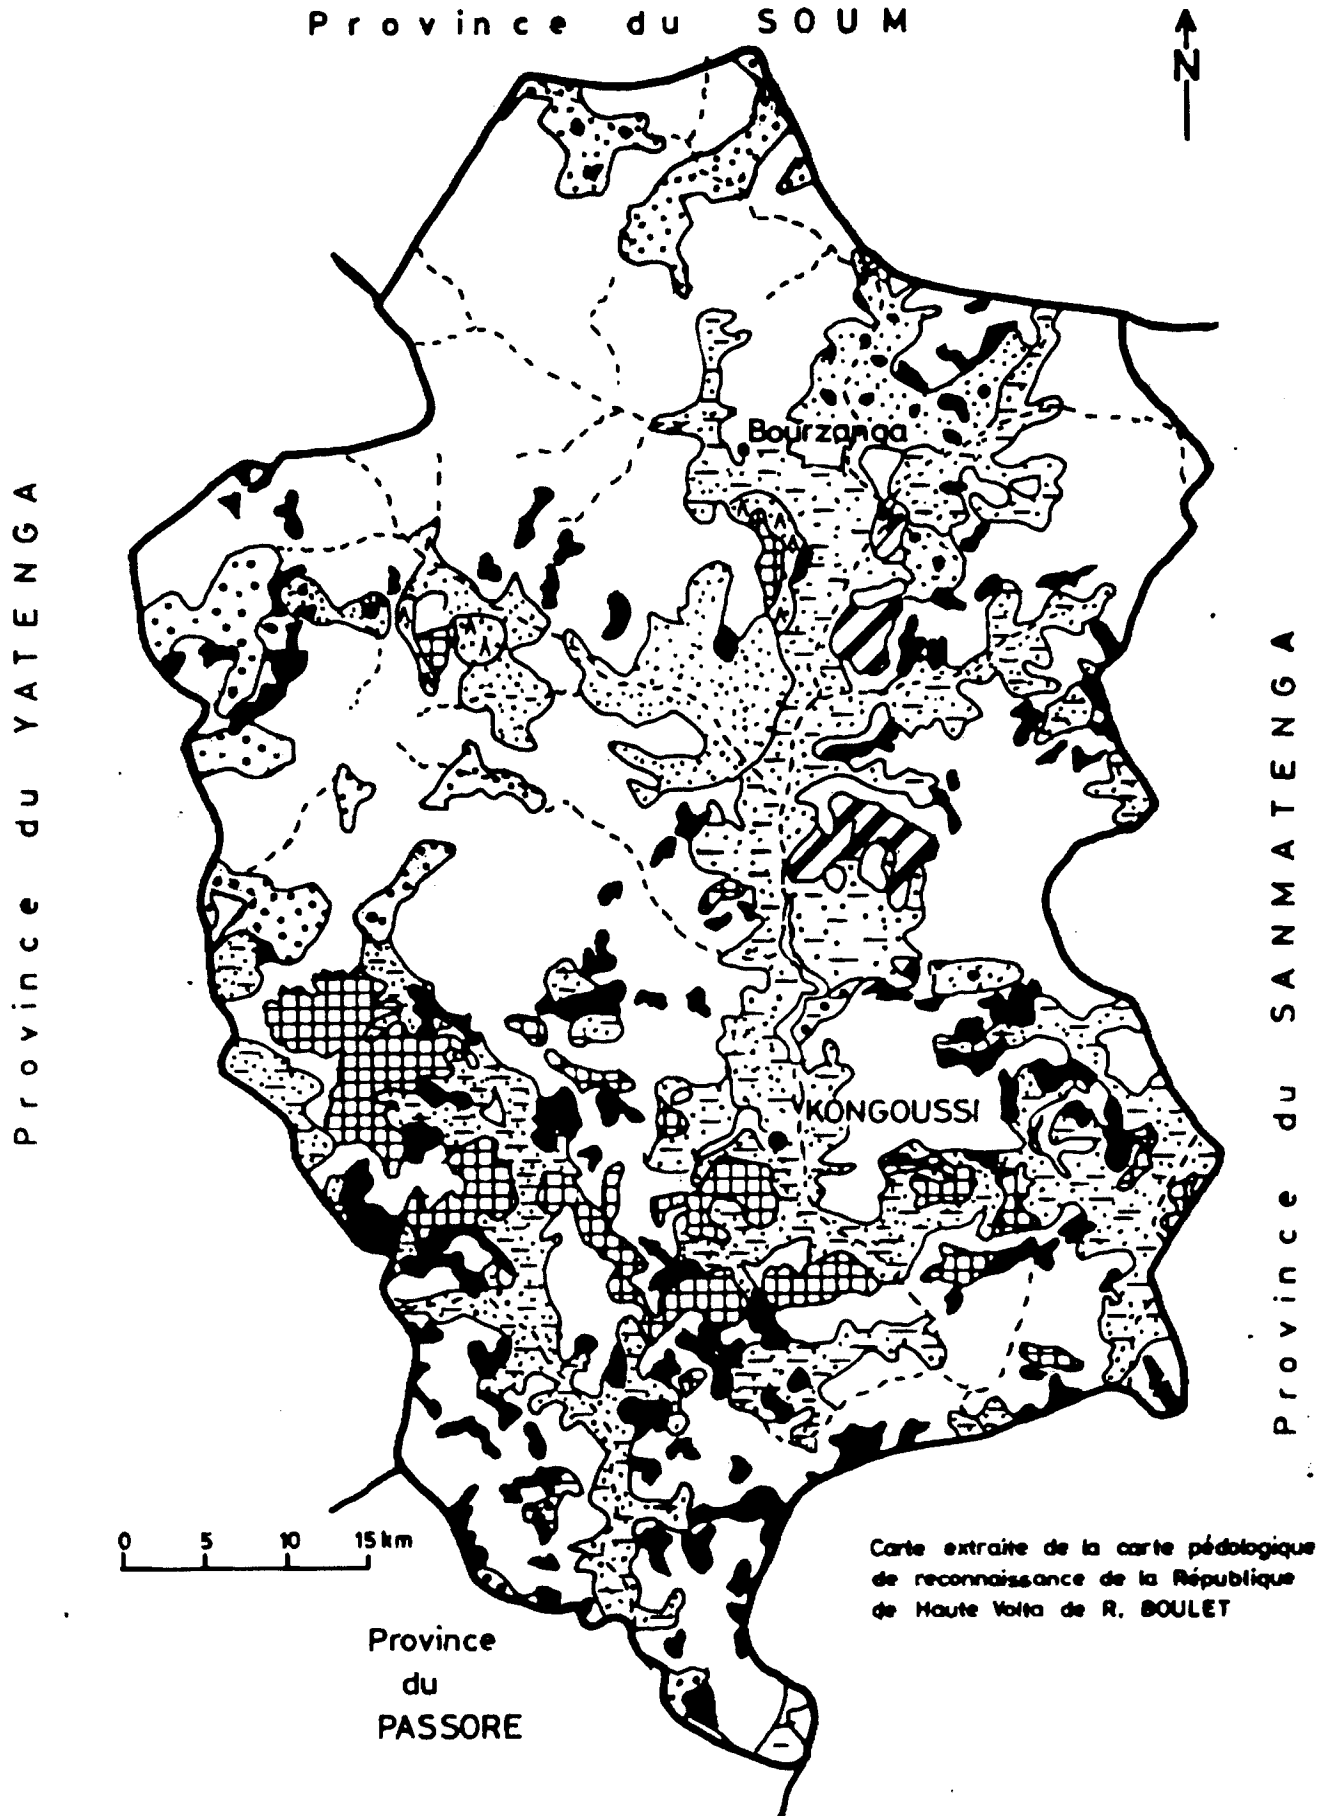 Province du SOUM
N
Bourzanga
Province du YATENGA
Province du SANMATENGA
KONGOUSSI
0 5 10 15 km
Carte extraite de la carte pédologique
de reconnaissance de la République
de Haute Volta de R. BOULET
Province
du
PASSORE